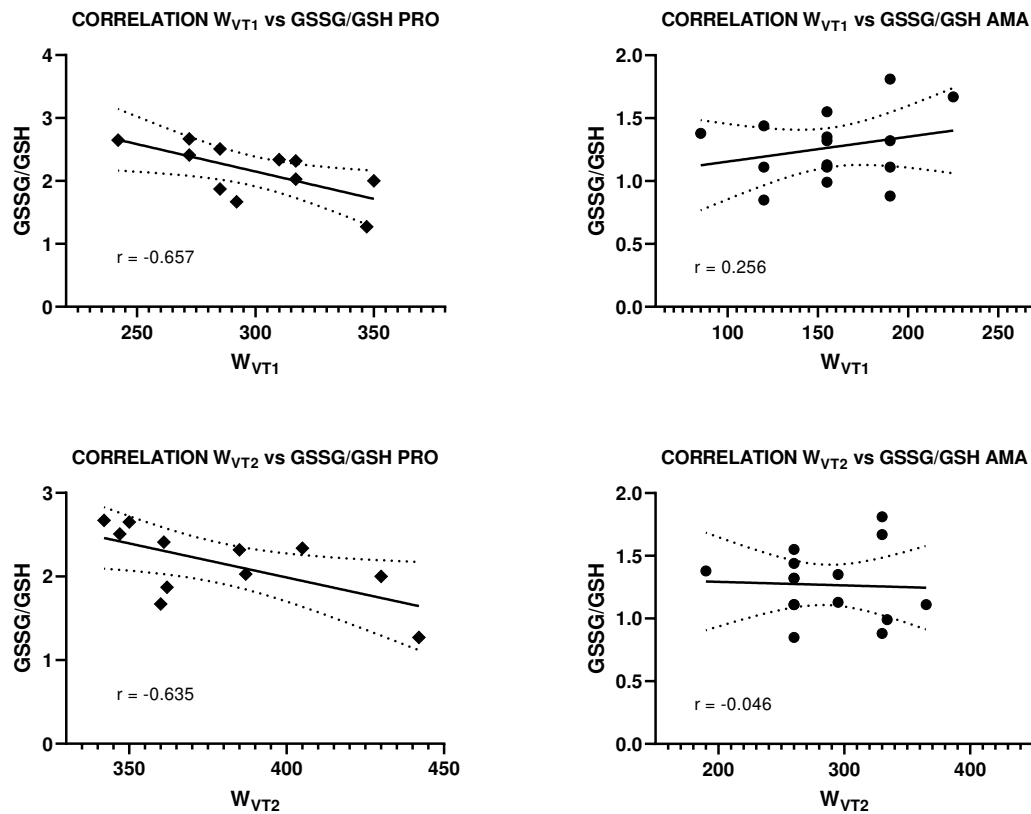 CORRELATION WVT1 vs GSSG/GSH PRO
4
3
2
1
0
GSSG/GSH
r = -0.657
250 300 350
WVT1
CORRELATION WVT1 vs GSSG/GSH AMA
2.0
1.5
1.0
0.5
0.0
GSSG/GSH
r = 0.256
100 150 200 250
WVT1
CORRELATION WVT2 vs GSSG/GSH PRO
3
2
1
0
GSSG/GSH
r = -0.635
350 400 450
WVT2
CORRELATION WVT2 vs GSSG/GSH AMA
2.0
1.5
1.0
0.5
0.0
GSSG/GSH
r = -0.046
200 300 400
WVT2